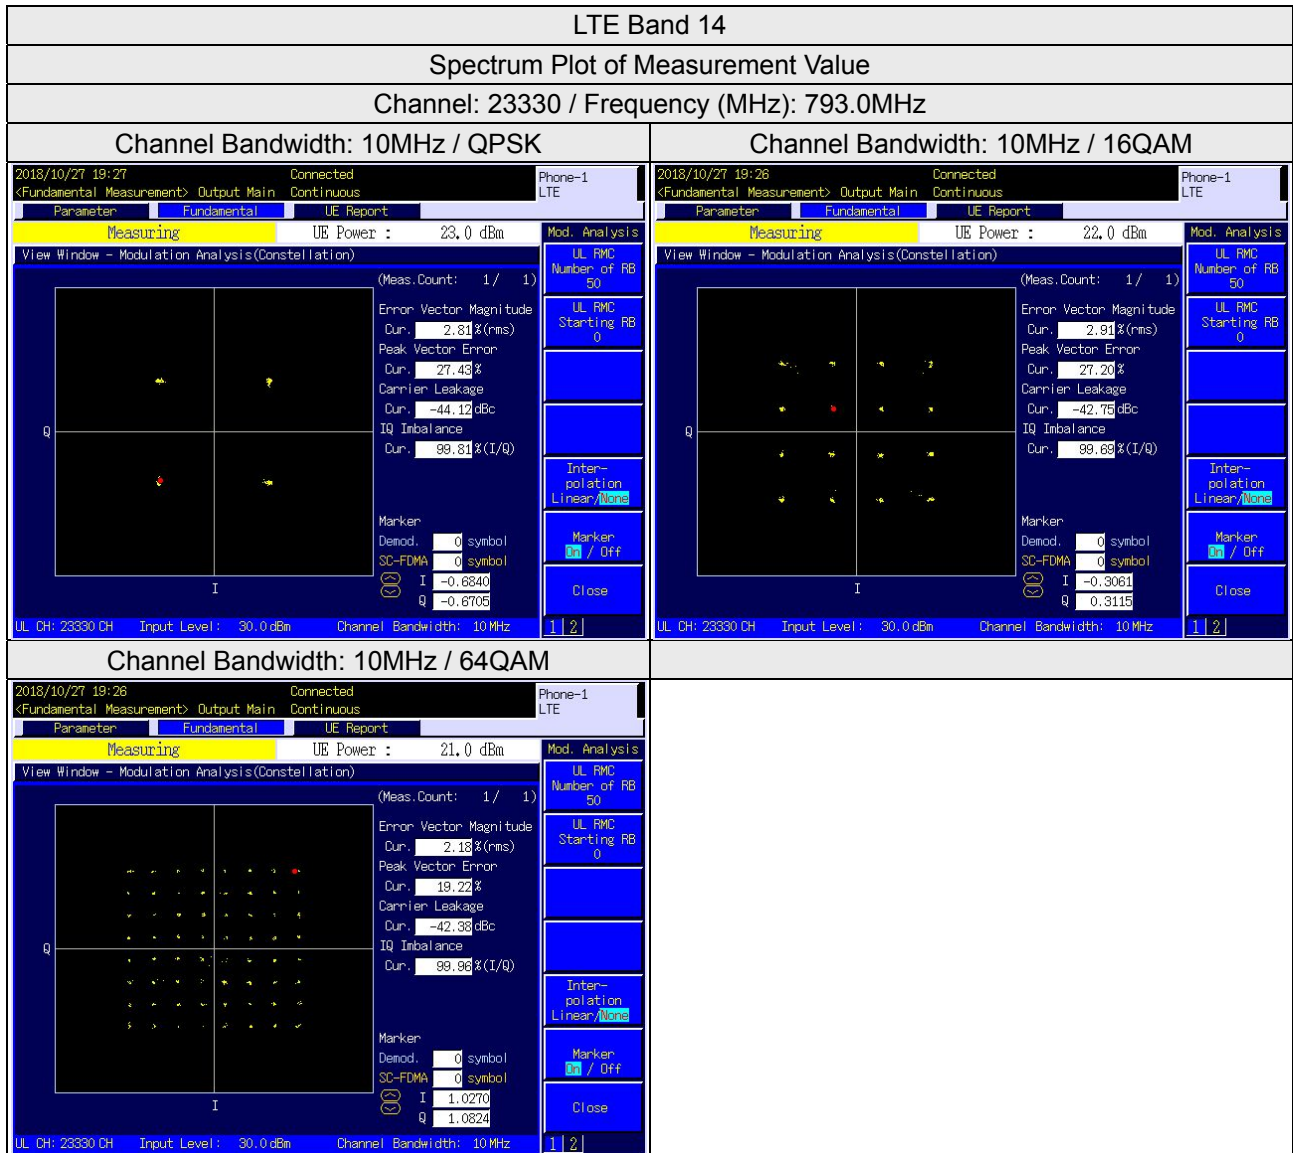 LTE Band 14
Spectrum Plot of Measurement Value
Channel: 23330 / Frequency (MHz): 793.0MHz
Channel Bandwidth: 10MHz / QPSK
2018/10/27 19:27 Connected Phone-1
<Fundamental Measurement> Output Main Continuous LTE
Parameter Fundamental UE Report
Measuring UE Power : 23.0 dBm Mod. Analysis
View Window - Modulation Analysis(Constellation)
UL RMC
Number of RB
50
(Meas.Count: 1/ 1)
Error Vector Magnitude
Cur. 2.81 %(rms)
UL RMC
Starting RB
0
Peak Vector Error
Cur. 27.43 %
Carrier Leakage
Cur. -44.12 dBc
IQ Imbalance
Cur. 99.81 %(I/Q)
Q
Inter-
polation
Linear/None
Marker
Demod. 0 symbol
SC-FDMA 0 symbol
I -0.6840
Q -0.6705
Marker
On / Off
I
Close
UL CH: 23330 CH Input Level: 30.0 dBm Channel Bandwidth: 10 MHz 1 2
Channel Bandwidth: 10MHz / 16QAM
2018/10/27 19:26 Connected Phone-1
<Fundamental Measurement> Output Main Continuous LTE
Parameter Fundamental UE Report
Measuring UE Power : 22.0 dBm Mod. Analysis
View Window - Modulation Analysis(Constellation)
UL RMC
Number of RB
50
(Meas.Count: 1/ 1)
Error Vector Magnitude
Cur. 2.91 %(rms)
UL RMC
Starting RB
0
Peak Vector Error
Cur. 27.20 %
Carrier Leakage
Cur. -42.75 dBc
IQ Imbalance
Cur. 99.69 %(I/Q)
Q
Inter-
polation
Linear/None
Marker
Demod. 0 symbol
SC-FDMA 0 symbol
I -0.3061
Q 0.3115
Marker
On / Off
I
Close
UL CH: 23330 CH Input Level: 30.0 dBm Channel Bandwidth: 10 MHz 1 2
Channel Bandwidth: 10MHz / 64QAM
2018/10/27 19:26 Connected Phone-1
<Fundamental Measurement> Output Main Continuous LTE
Parameter Fundamental UE Report
Measuring UE Power : 21.0 dBm Mod. Analysis
View Window - Modulation Analysis(Constellation)
UL RMC
Number of RB
50
(Meas.Count: 1/ 1)
Error Vector Magnitude
Cur. 2.18 %(rms)
UL RMC
Starting RB
0
Peak Vector Error
Cur. 19.22 %
Carrier Leakage
Cur. -42.38 dBc
IQ Imbalance
Cur. 99.96 %(I/Q)
Q
Inter-
polation
Linear/None
Marker
Demod. 0 symbol
SC-FDMA 0 symbol
I 1.0270
Q 1.0824
Marker
On / Off
I
Close
UL CH: 23330 CH Input Level: 30.0 dBm Channel Bandwidth: 10 MHz 1 2